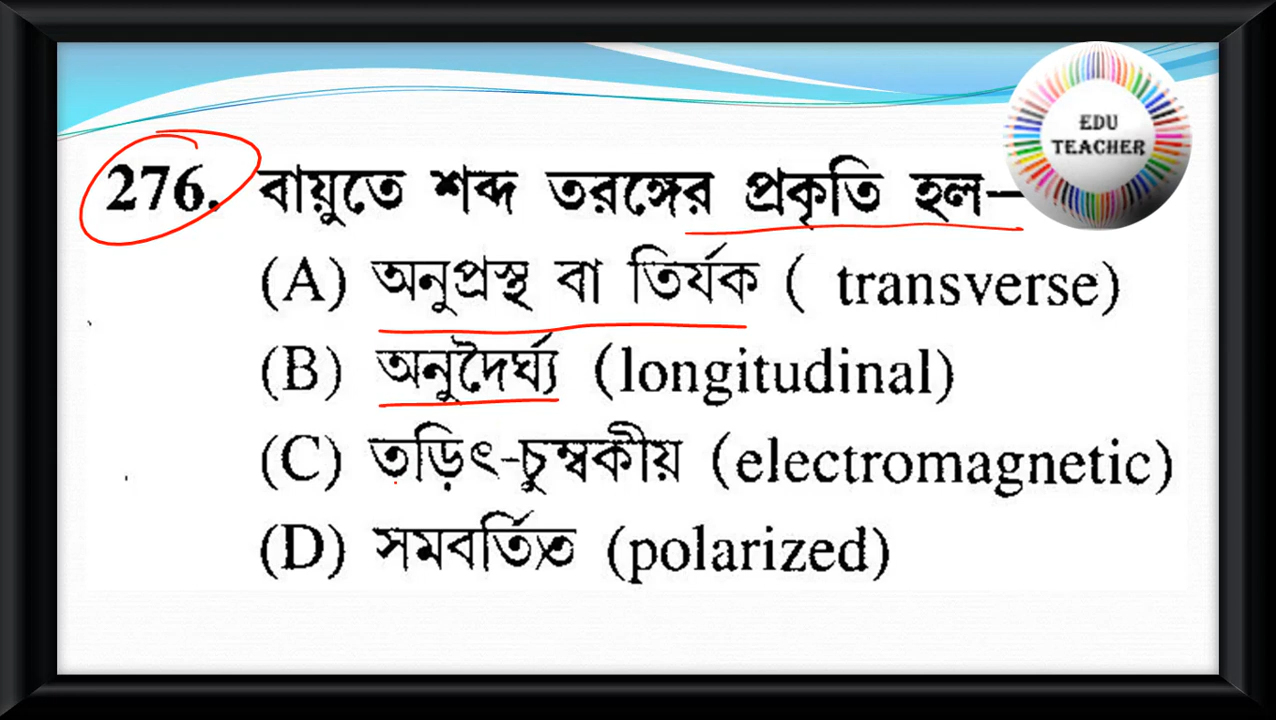 EDU
TEACHER
276. বায়ুতে শব্দ তরঙ্গের প্রকৃতি হল—
(A) অনুপ্রস্থ বা তির্যক ( transverse)
(B) অনুদৈর্ঘ্য (longitudinal)
(C) তড়িৎ-চুম্বকীয় (electromagnetic)
(D) সমবর্তিত (polarized)